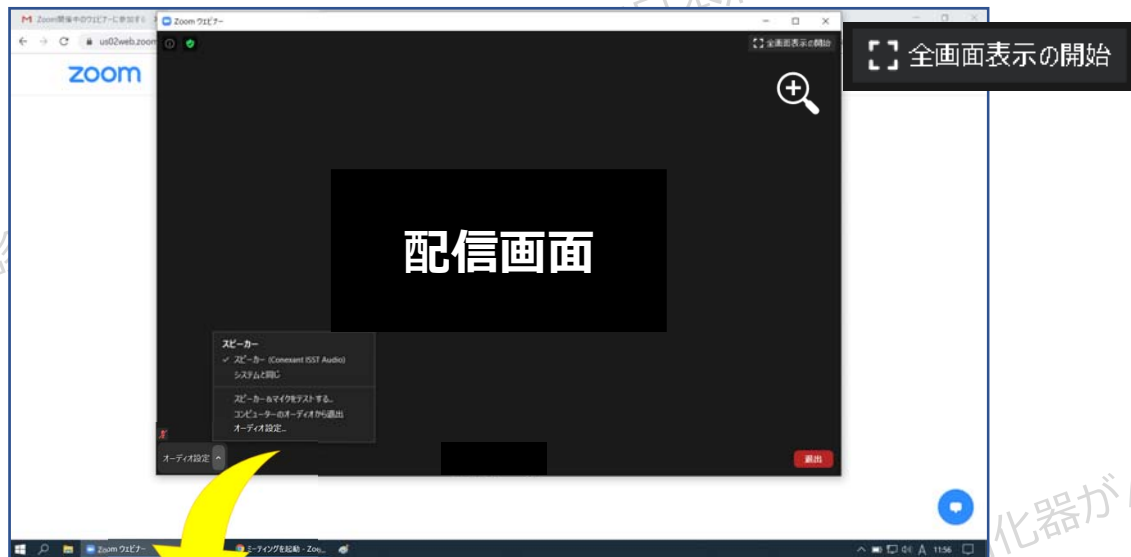 Zoom開催中のウェビナーに参加する
Zoom ウェビナー
us02web.zoom
zoom
全画面表示の開始
全画面表示の開始
配信画面
スピーカー
スピーカー (Conexant ISST Audio)
システムと同じ
スピーカー&マイクをテストする...
コンピューターのオーディオから退出
オーディオ設定...
オーディオ設定
退出
Zoom ウェビナー
ミーティングを起動 - Zoo...
A 11:56
化器が